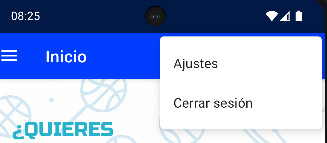 08:25
Inicio
Ajustes
Cerrar sesión
¿QUIERES